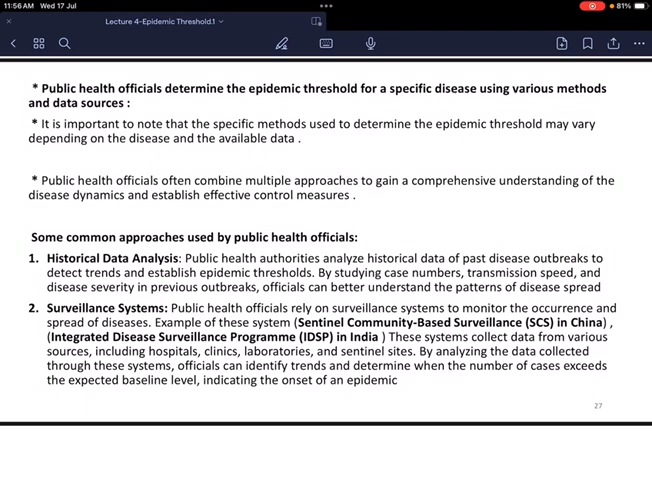 11:56 AM Wed 17 Jul
81%
Lecture 4-Epidemic Threshold.1
* Public health officials determine the epidemic threshold for a specific disease using various methods
and data sources :
* It is important to note that the specific methods used to determine the epidemic threshold may vary
depending on the disease and the available data .
* Public health officials often combine multiple approaches to gain a comprehensive understanding of the
disease dynamics and establish effective control measures .
Some common approaches used by public health officials:
1. Historical Data Analysis: Public health authorities analyze historical data of past disease outbreaks to
detect trends and establish epidemic thresholds. By studying case numbers, transmission speed, and
disease severity in previous outbreaks, officials can better understand the patterns of disease spread
2. Surveillance Systems: Public health officials rely on surveillance systems to monitor the occurrence and
spread of diseases. Example of these system (Sentinel Community-Based Surveillance (SCS) in China) ,
(Integrated Disease Surveillance Programme (IDSP) in India ) These systems collect data from various
sources, including hospitals, clinics, laboratories, and sentinel sites. By analyzing the data collected
through these systems, officials can identify trends and determine when the number of cases exceeds
the expected baseline level, indicating the onset of an epidemic
27